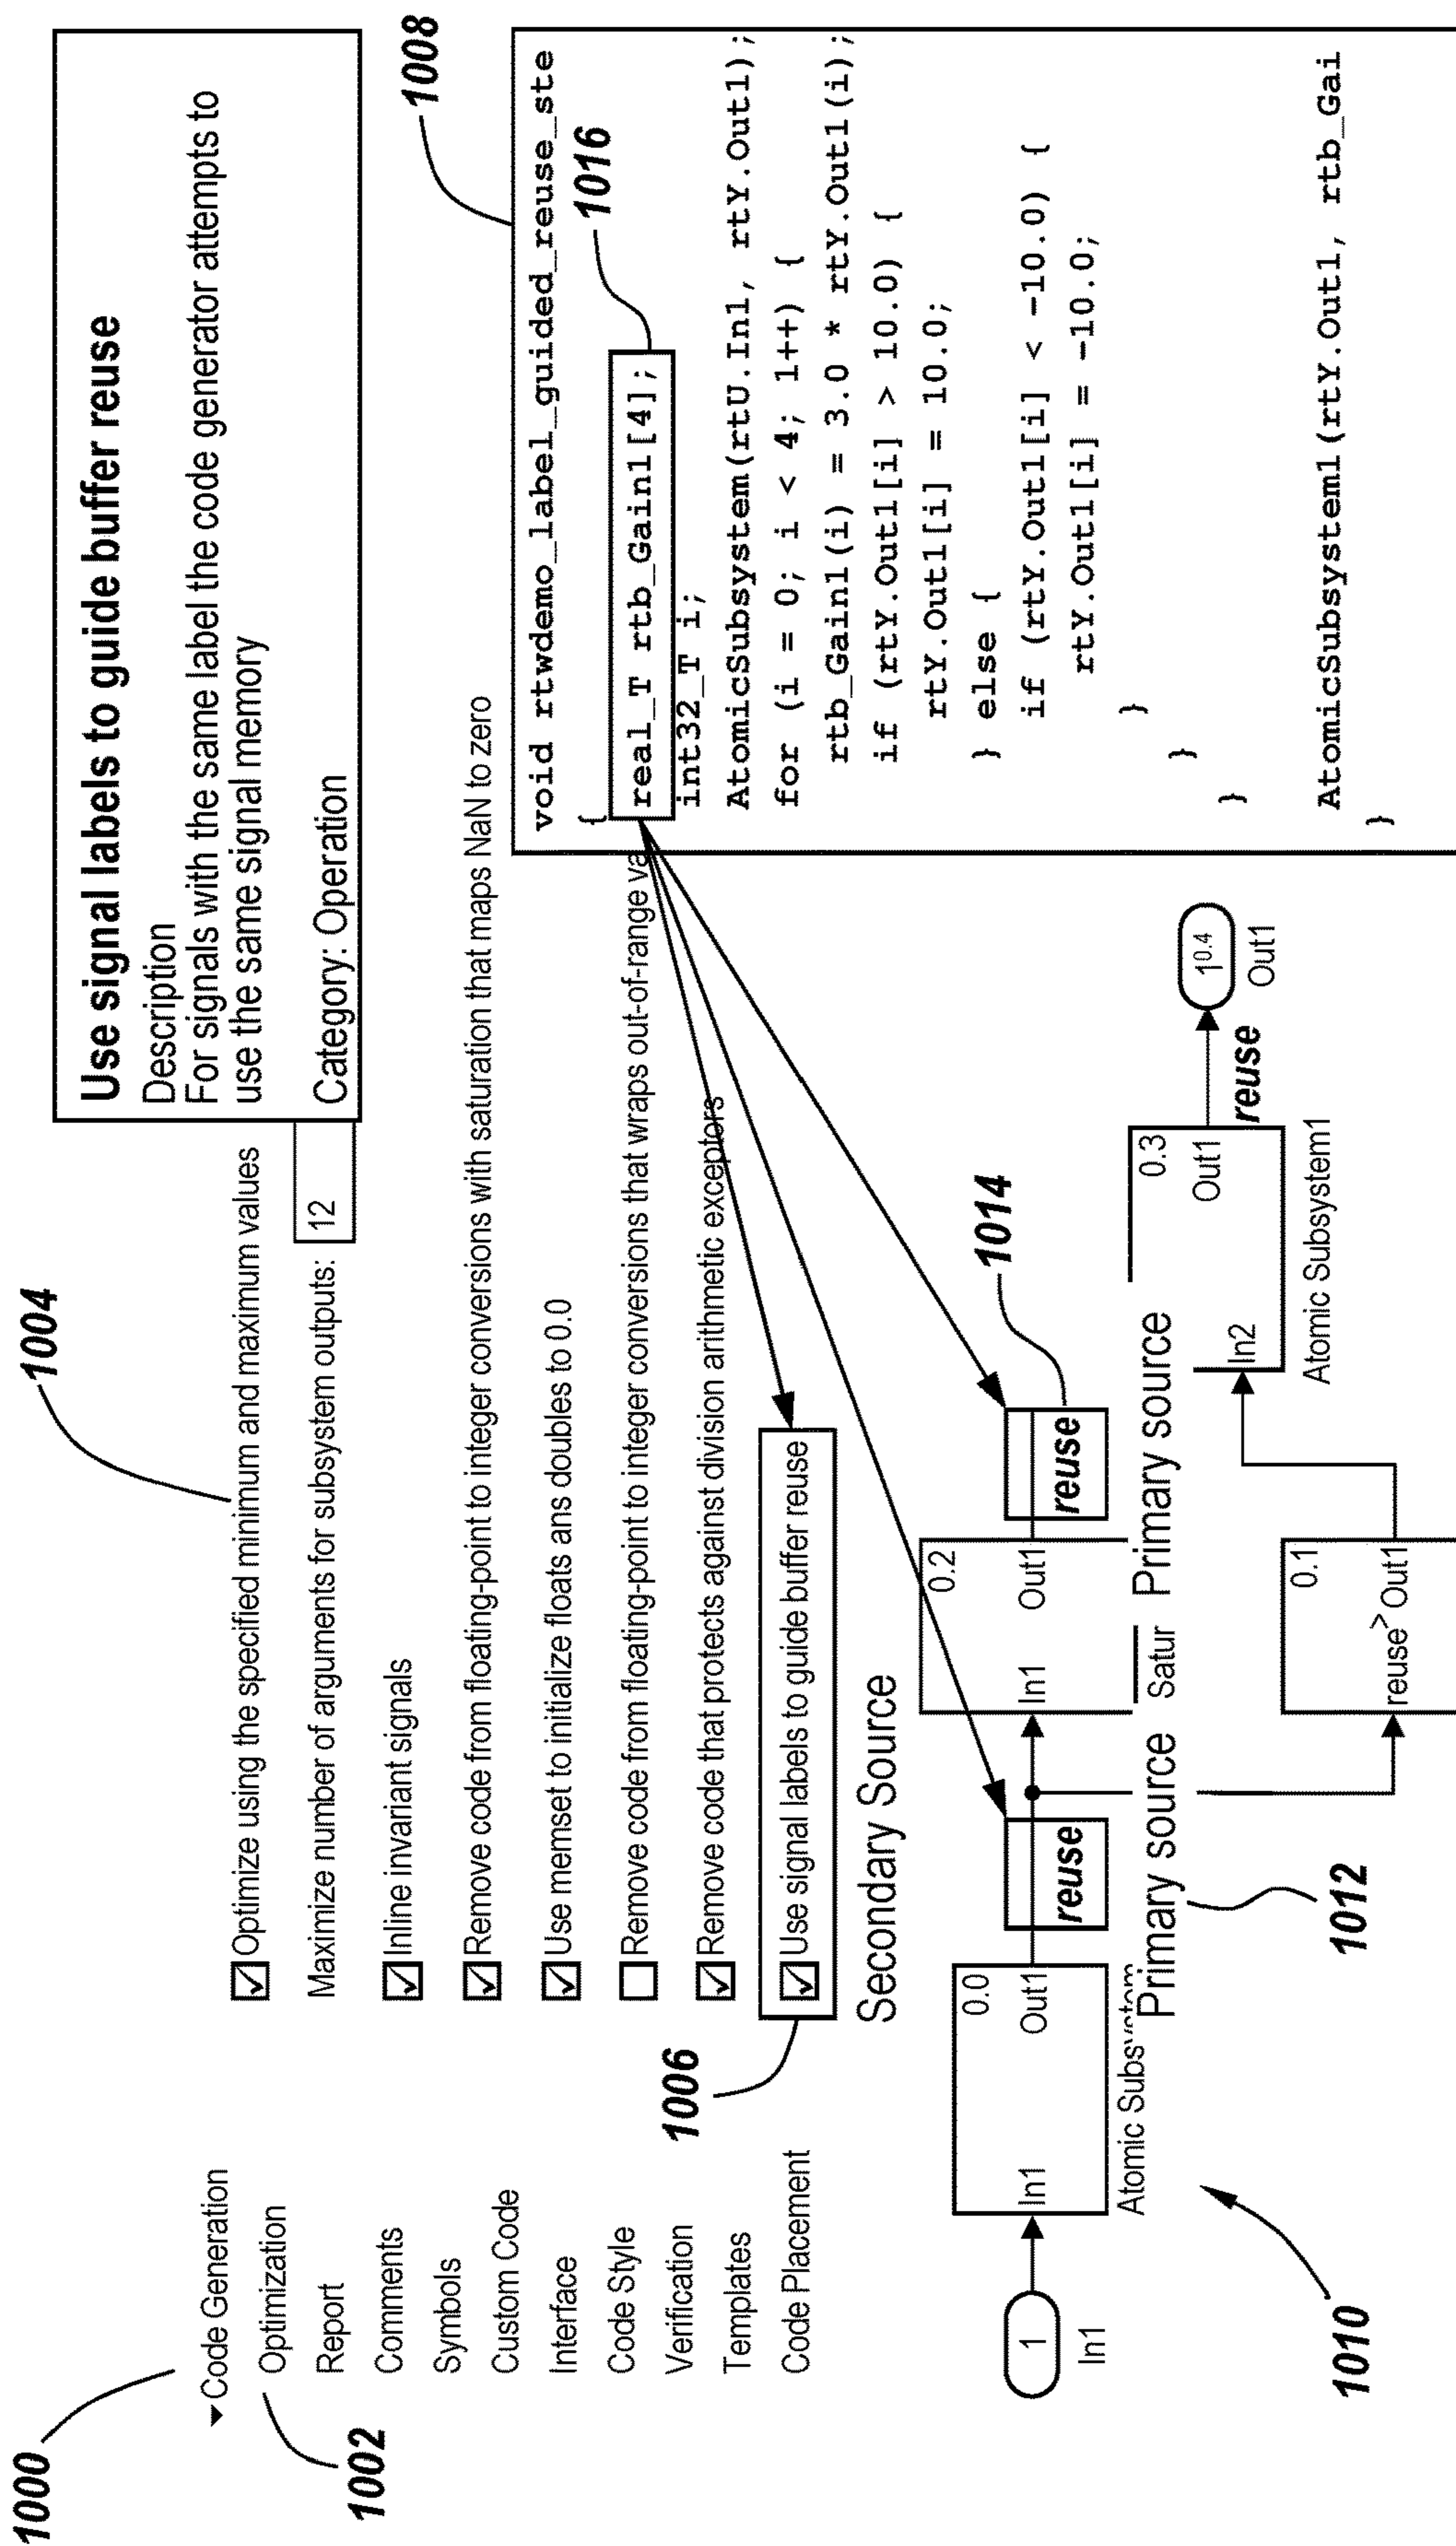 1000
▾Code Generation
1002
Optimization
Report
Comments
Symbols
Custom Code
Interface
Code Style
Verification
Templates
Code Placement
1004
Optimize using the specified minimum and maximum values
Maximize number of arguments for subsystem outputs: 12
Inline invariant signals
Remove code from floating-point to integer conversions with saturation that maps NaN to zero
Use memset to initialize floats ans doubles to 0.0
Remove code from floating-point to integer conversions that wraps out-of-range va
Remove code that protects against division arithmetic exceptors
1006
Use signal labels to guide buffer reuse
Secondary Source
Use signal labels to guide buffer reuse
Description
For signals with the same label the code generator attempts to
use the same signal memory
Category: Operation
1008
void rtwdemo_label_guided_reuse_ste
{
1016
real_T rtb_Gain1[4];
int32_T i;
AtomicSubsystem(rtU.In1, rtY.Out1);
for (i = 0; i < 4; 1++) {
rtb_Gain1(i) = 3.0 * rtY.Out1(i);
if (rtY.Out1[i] > 10.0) {
rtY.Out1[i] = 10.0;
} else {
if (rtY.Out1[i] < -10.0) {
rtY.Out1[i] = -10.0;
}
}
}
AtomicSubsystem1(rtY.Out1, rtb_Gai
}
1
In1
0.0
In1
Out1
Atomic Subsystem
reuse
Primary source
1012
0.2
In1
Out1
Satur
reuse
1014
Primary source
0.1
reuse> Out1
0.3
In2
Out1
Atomic Subsystem1
reuse
1 0.4
Out1
1010